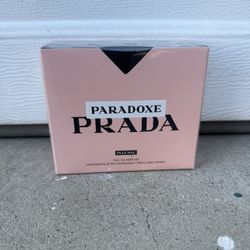 PARADOXE
PRADA
INTENSE
EAU DE PARFUM
VAPORISATEUR RECHARGEABLE / REFILLABLE SPRAY